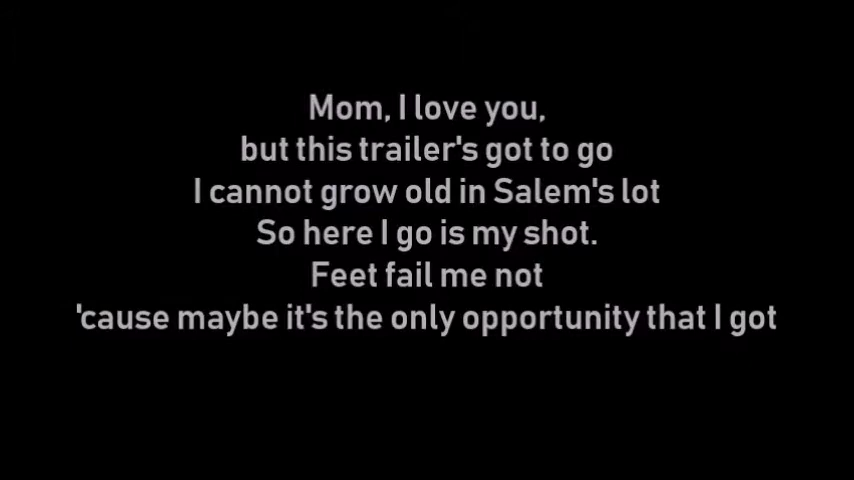 Mom, I love you,
but this trailer's got to go
I cannot grow old in Salem's lot
So here I go is my shot.
Feet fail me not
'cause maybe it's the only opportunity that I got